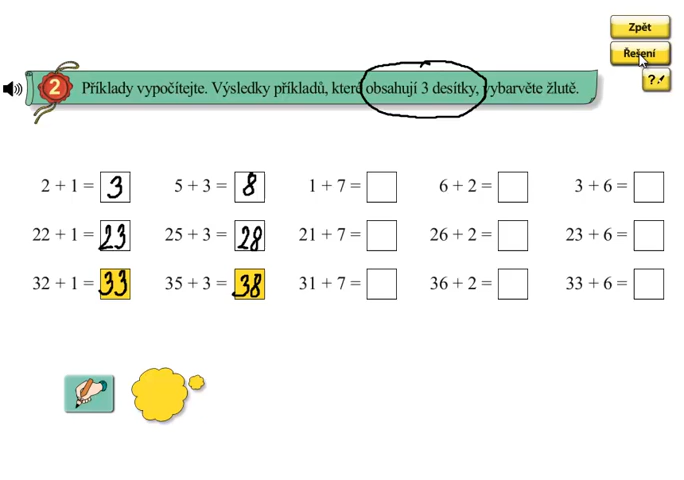 Zpět
Řešení
?
2 Příklady vypočítejte. Výsledky příkladů, které obsahují 3 desítky, vybarvěte žlutě.
2 + 1 = 3 5 + 3 = 8 1 + 7 = 6 + 2 = 3 + 6 =
22 + 1 = 23 25 + 3 = 28 21 + 7 = 26 + 2 = 23 + 6 =
32 + 1 = 33 35 + 3 = 38 31 + 7 = 36 + 2 = 33 + 6 =